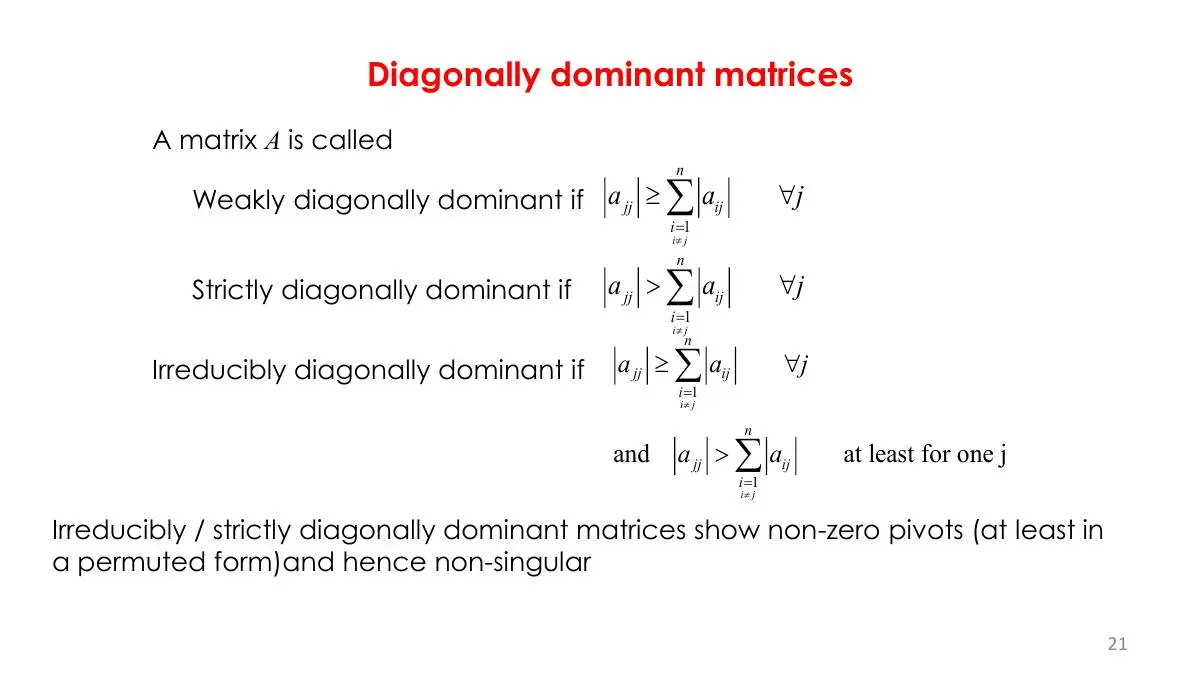 Diagonally dominant matrices
A matrix A is called
Weakly diagonally dominant if |a_jj| ≥ ∑_{i=1, i≠j}^{n} |a_ij| ∀j
Strictly diagonally dominant if |a_jj| > ∑_{i=1, i≠j}^{n} |a_ij| ∀j
Irreducibly diagonally dominant if |a_jj| ≥ ∑_{i=1, i≠j}^{n} |a_ij| ∀j
and |a_jj| > ∑_{i=1, i≠j}^{n} |a_ij| at least for one j
Irreducibly / strictly diagonally dominant matrices show non-zero pivots (at least in
a permuted form)and hence non-singular
21